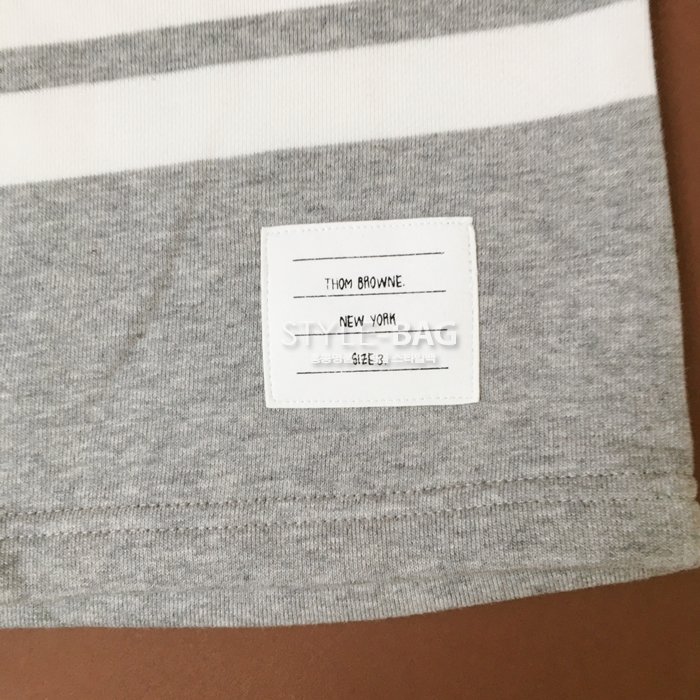 THOM BROWNE.
NEW YORK
STYLE-BAG
SIZE 3.